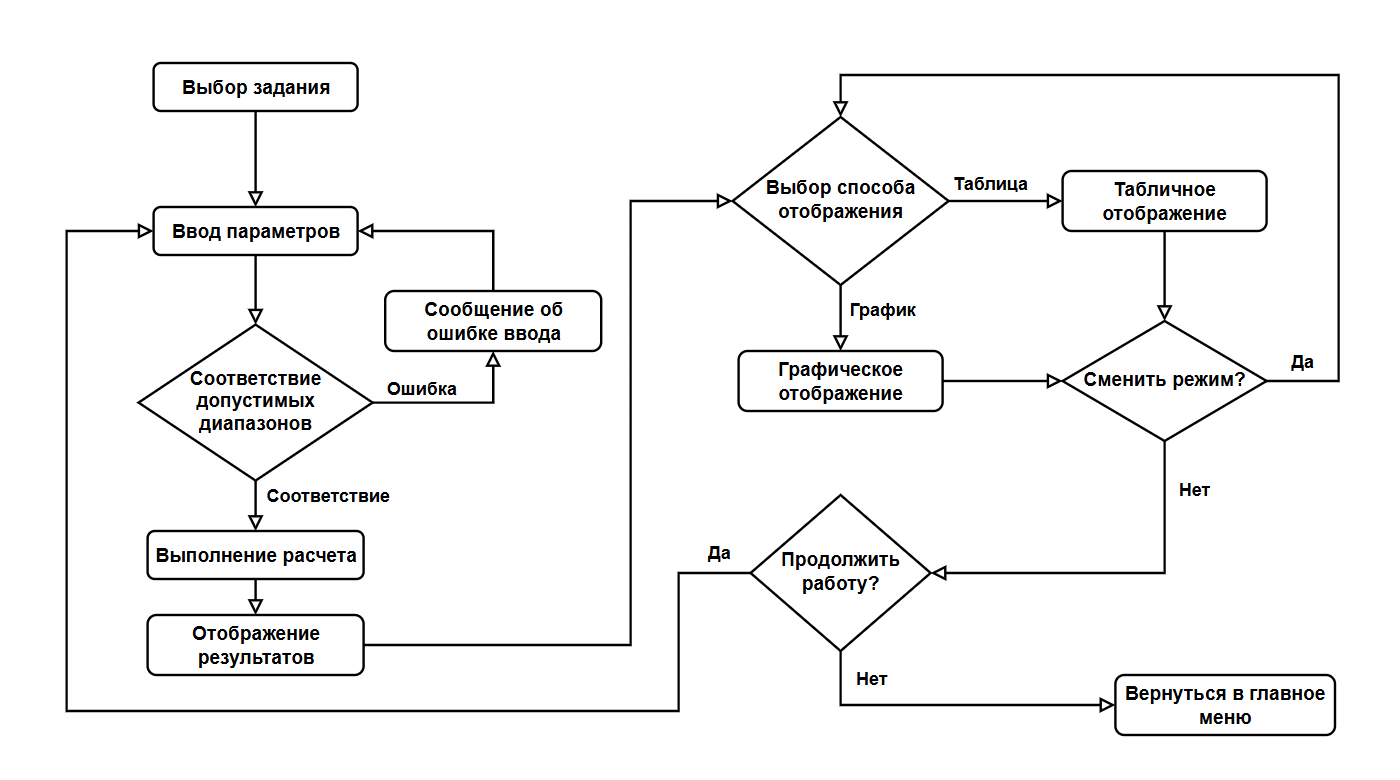 Выбор задания
Ввод параметров
Сообщение об
ошибке ввода
Соответствие
допустимых
диапазонов
Ошибка
Соответствие
Выполнение расчета
Отображение
результатов
Выбор способа
отображения
Таблица
Табличное
отображение
График
Графическое
отображение
Сменить режим?
Да
Нет
Продолжить
работу?
Да
Нет
Вернуться в главное
меню